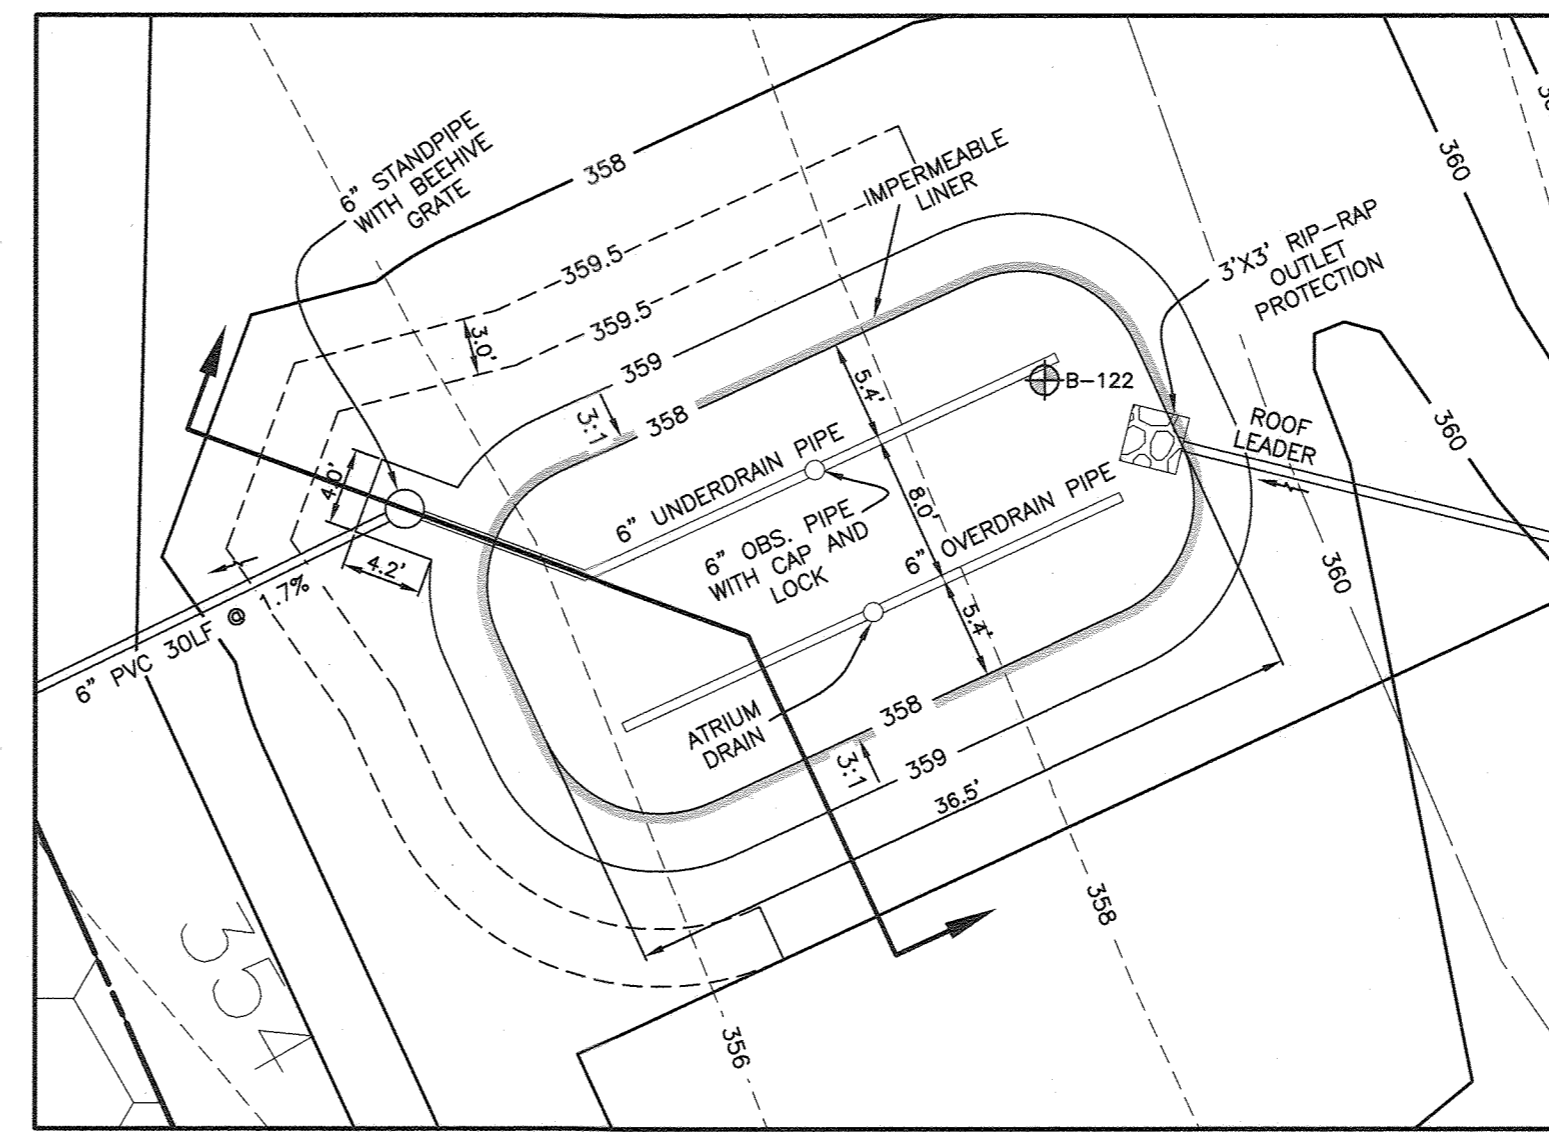 6" STANDPIPE
WITH BEEHIVE
GRATE
358
359.5
359.5
IMPERMEABLE
LINER
360
3'X3' RIP-RAP
OUTLET
PROTECTION
3.0'
359
3:1
358
5.4'
B-122
ROOF
LEADER
360
4.0'
6" UNDERDRAIN PIPE
8.0'
6" OBS. PIPE
WITH CAP AND
LOCK
6" OVERDRAIN PIPE
4.2'
5.4'
360
6" PVC 30LF @ 1.7%
ATRIUM
DRAIN
358
3:1
359
36.5'
358
354
356